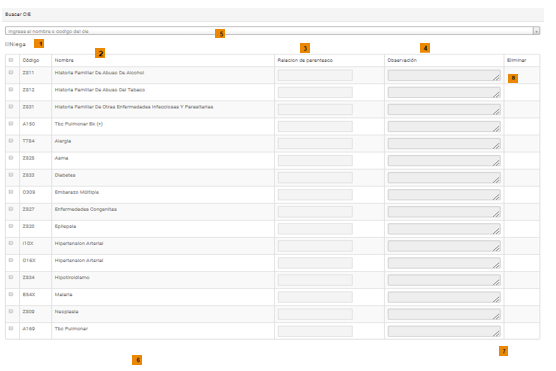 Buscar CIE
Ingrese el nombre o código del cie
5
Niega 1
2
3
4
Código Nombre Relacion de parentesco Observación Eliminar
Z811 Historia Familiar De Abuso De Alcohol
8
Z812 Historia Familiar De Abuso Del Tabaco
Z831 Historia Familiar De Otras Enfermedades Infecciosas Y Parasitarias
A150 Tbc Pulmonar Bk (+)
T784 Alergia
Z825 Asma
Z833 Diabetes
O309 Embarazo Múltiple
Z827 Enfermedades Congenitas
Z820 Epilepsia
I10X Hipertension Arterial
O16X Hipertension Arterial
Z834 Hipotiroidismo
B54X Malaria
Z809 Neoplasia
A169 Tbc Pulmonar
7
6